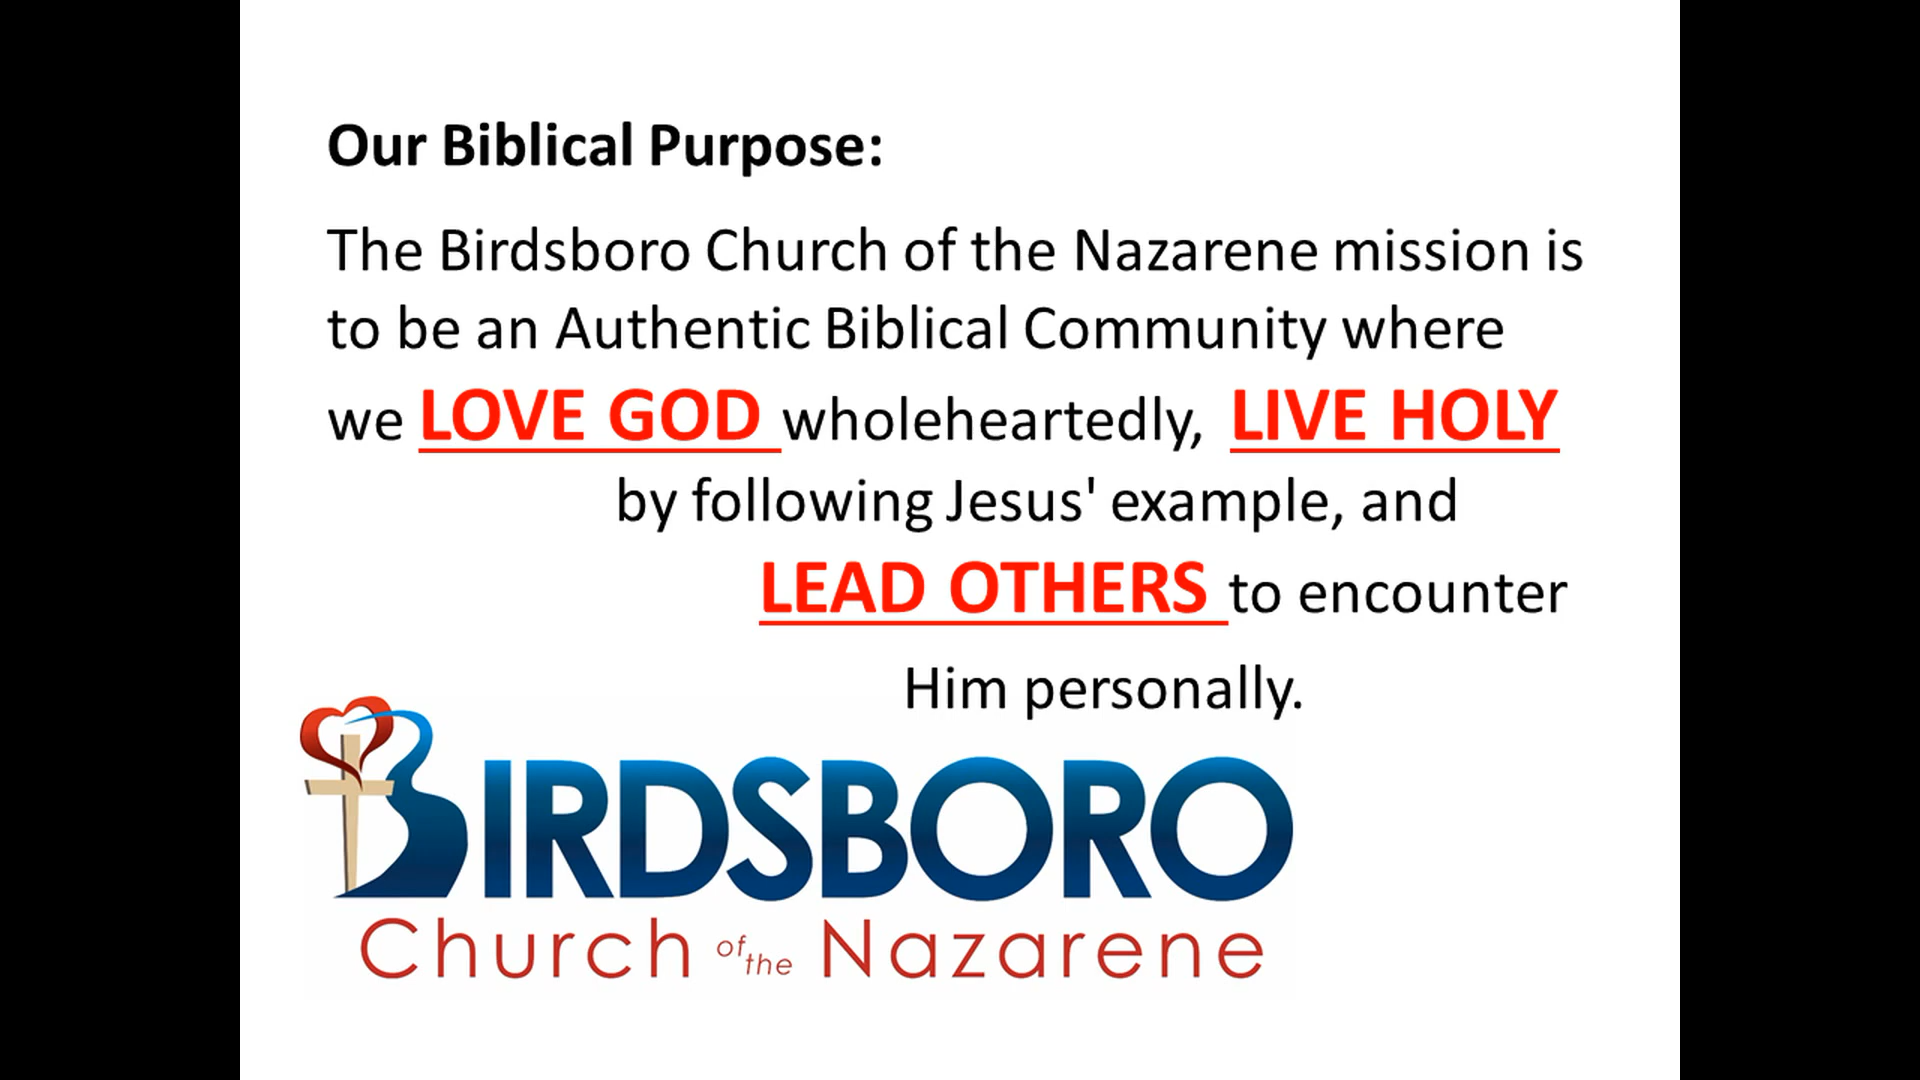 Our Biblical Purpose:
The Birdsboro Church of the Nazarene mission is
to be an Authentic Biblical Community where
we LOVE GOD wholeheartedly, LIVE HOLY
by following Jesus' example, and
LEAD OTHERS to encounter
Him personally.
BIRDSBORO
Church of the Nazarene